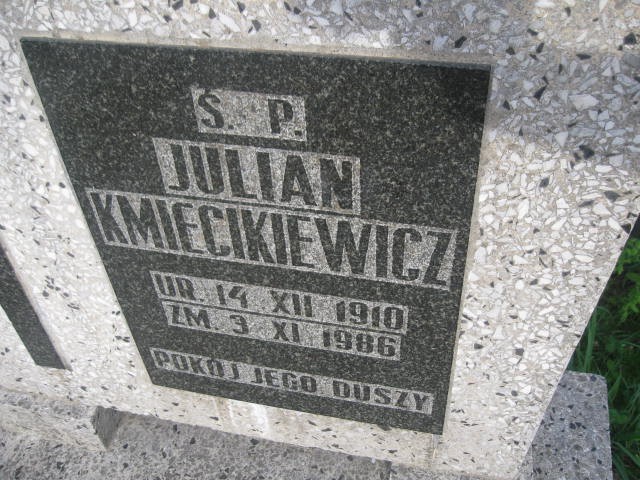 Ś. P.
JULIAN
KMIECIKIEWICZ
UR. 14 XII 1910
ZM. 3 XI 1986
POKÓJ JEGO DUSZY